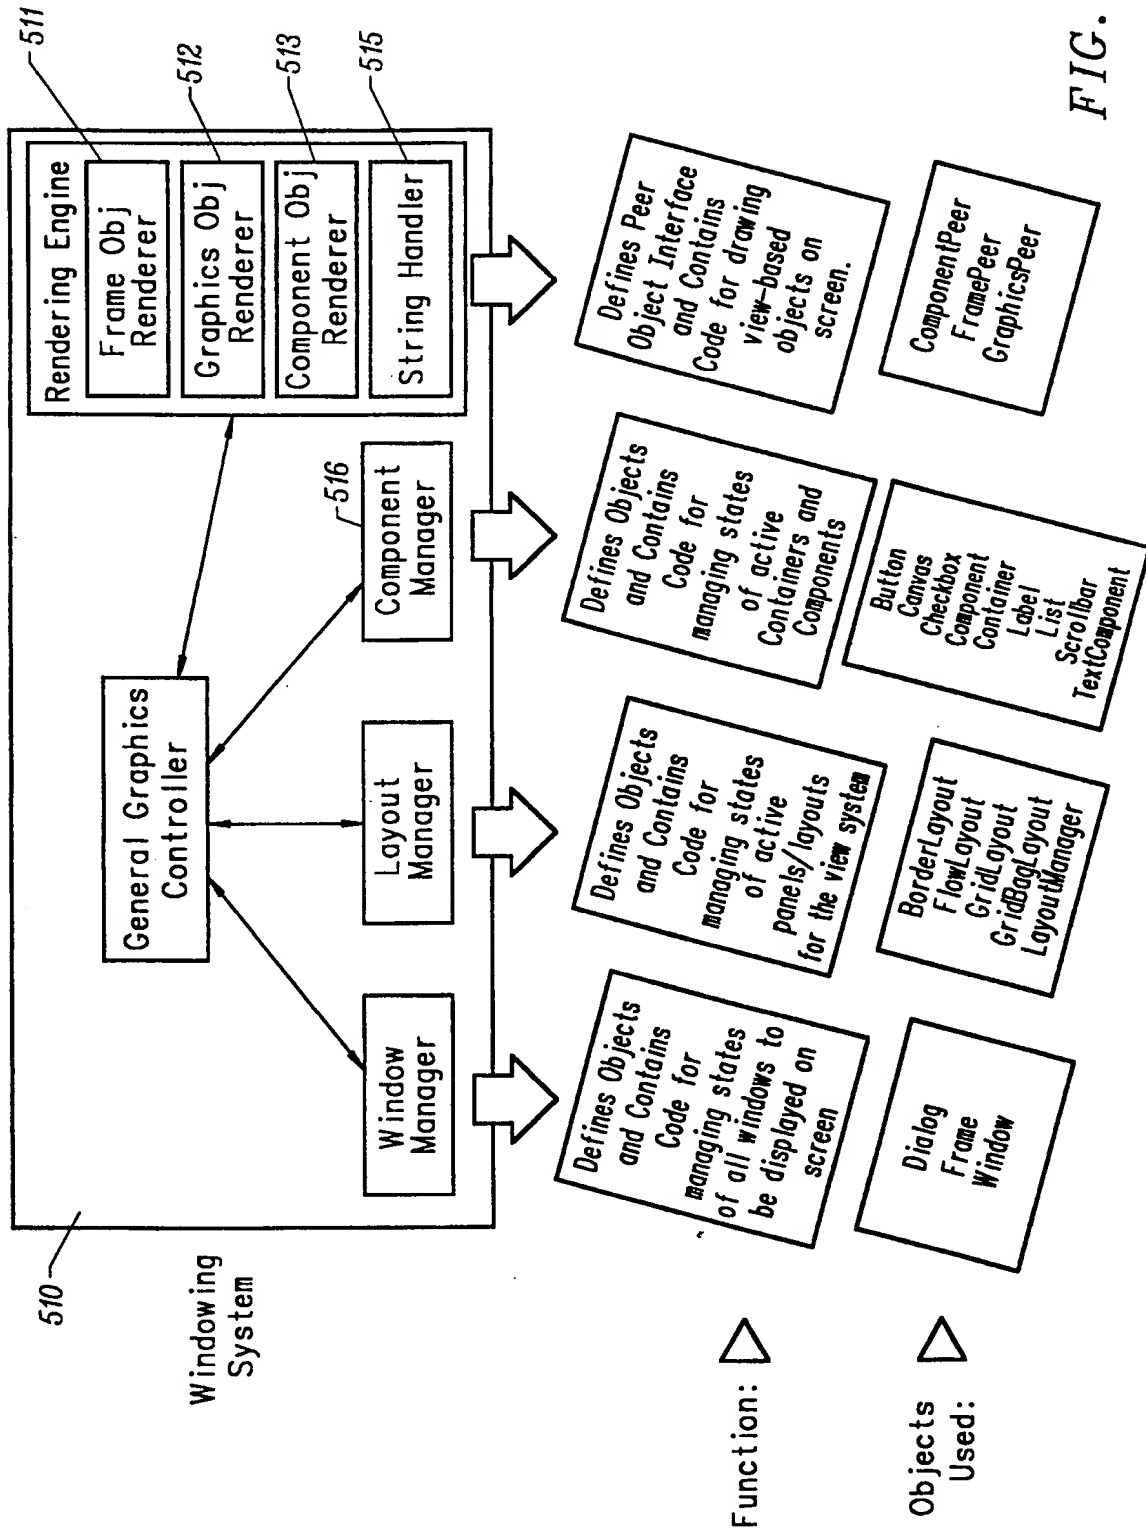 Windowing
System
510
General Graphics
Controller
Window
Manager
Layout
Manager
Component
Manager
516
Rendering Engine
Frame Obj
Renderer
Graphics Obj
Renderer
Component Obj
Renderer
String Handler
511
512
513
515
Function:
Defines Objects
and Contains
Code for
managing states
of all windows to
be displayed on
screen
Defines Objects
and Contains
Code for
managing states
of active
panels/layouts
for the view system
Defines Objects
and Contains
Code for
managing states
of active
Containers and
Components
Defines Peer
Object Interface
and Contains
Code for drawing
view-based
objects on
screen.
Objects
Used:
Dialog
Frame
Window
BorderLayout
FlowLayout
GridLayout
GridBagLayout
LayoutManager
Button
Canvas
Checkbox
Component
Container
Label
List
Scrollbar
TextComponent
ComponentPeer
FramePeer
GraphicsPeer
FIG.